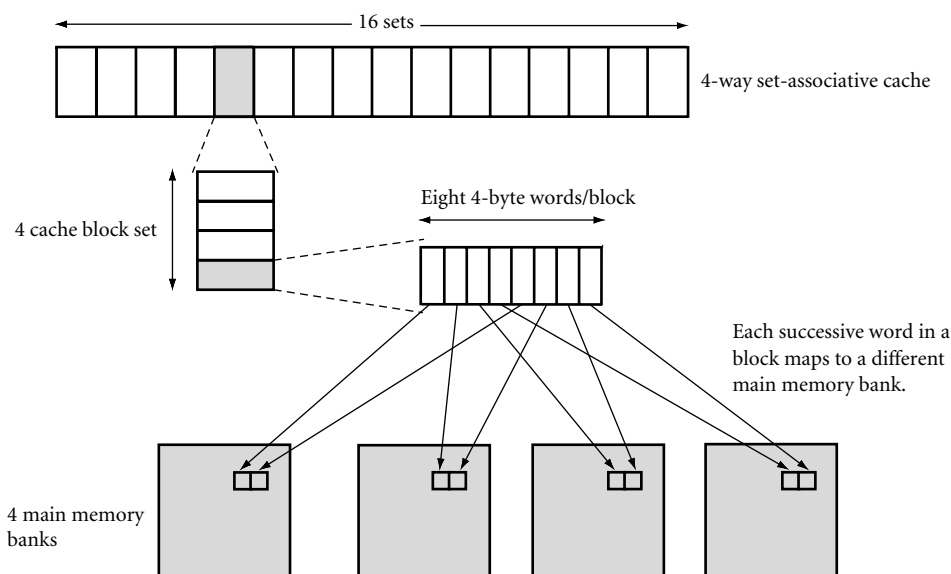 16 sets
4-way set-associative cache
Eight 4-byte words/block
4 cache block set
Each successive word in a
block maps to a different
main memory bank.
4 main memory
banks